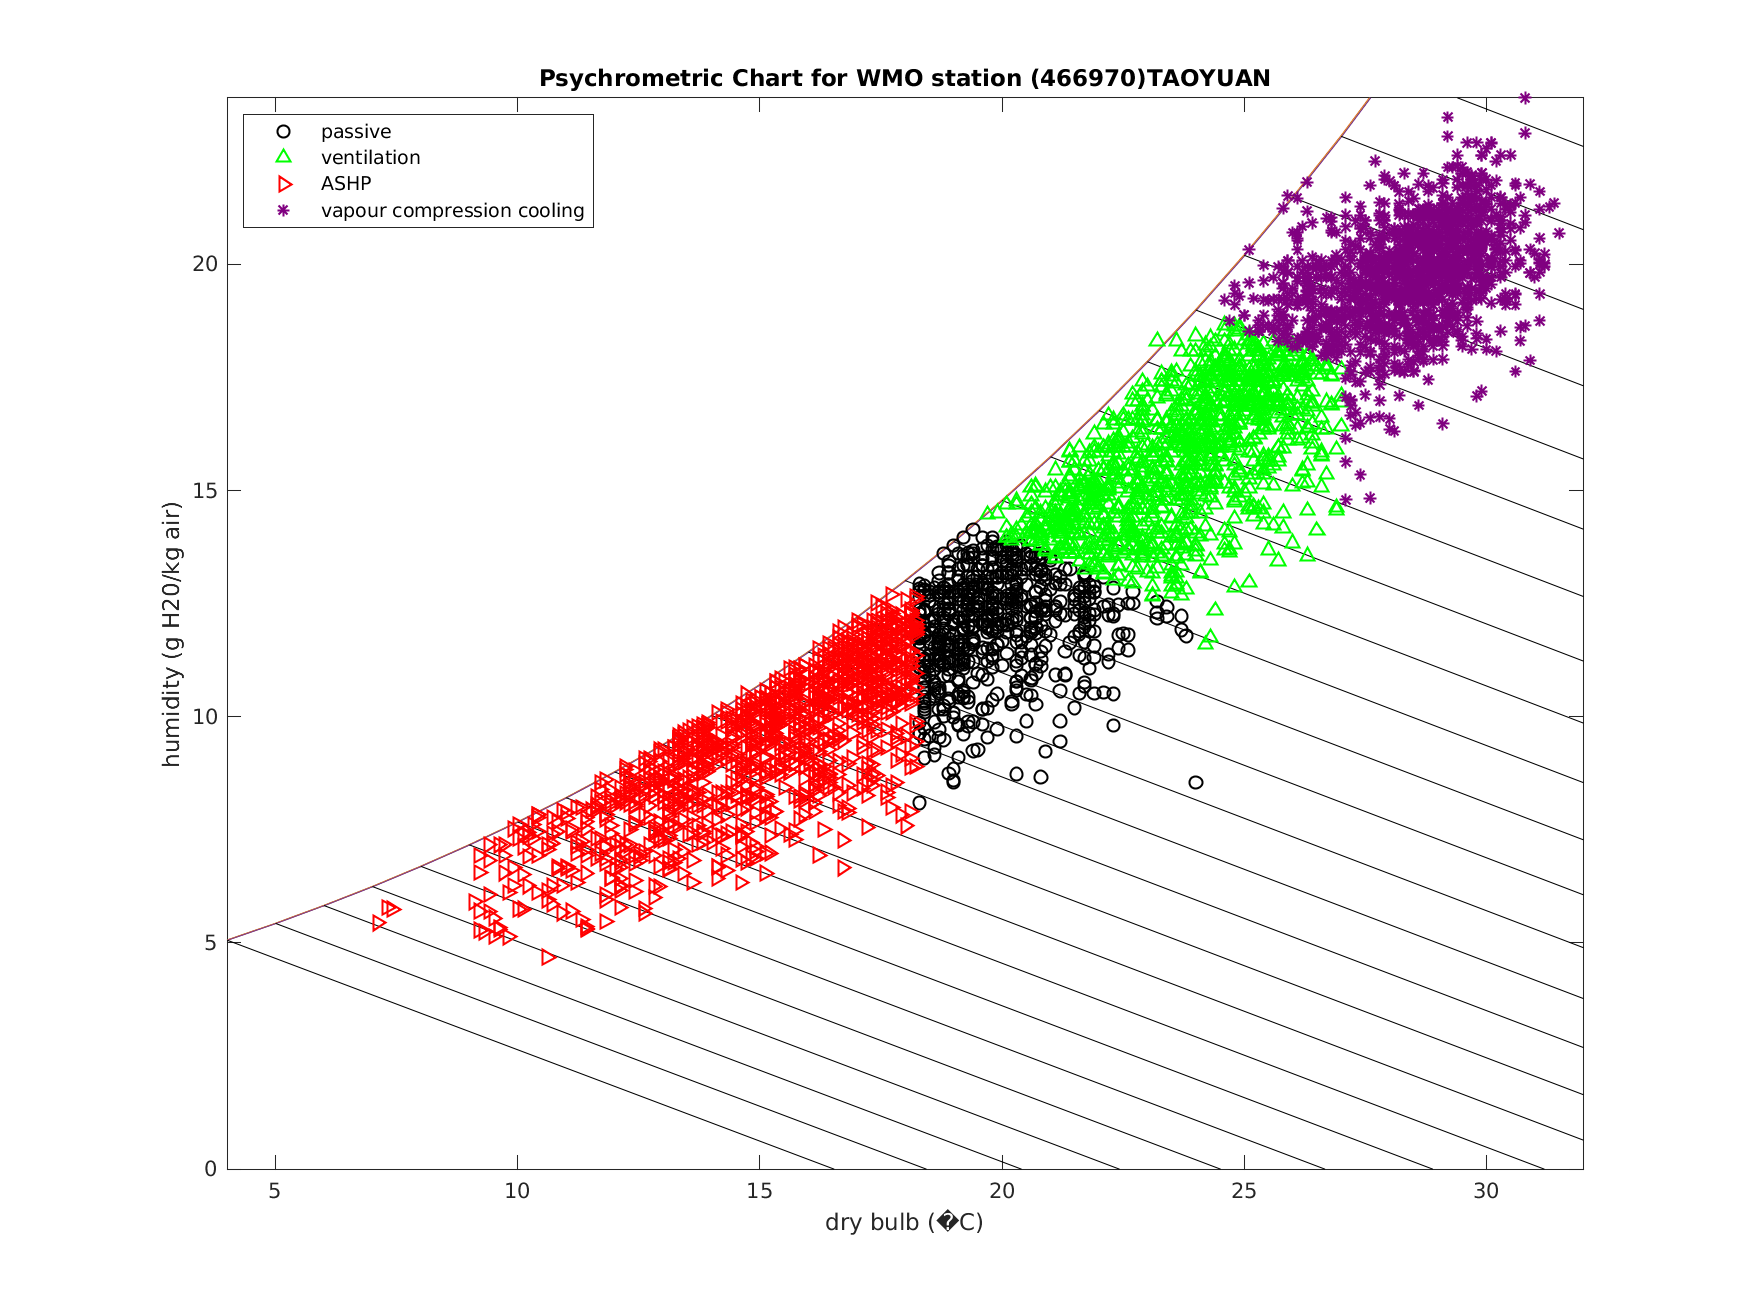 Psychrometric Chart for WMO station (466970)TAOYUAN
passive
ventilation
ASHP
vapour compression cooling
20
15
10
5
0
humidity (g H20/kg air)
5
10
15
20
25
30
dry bulb (�C)